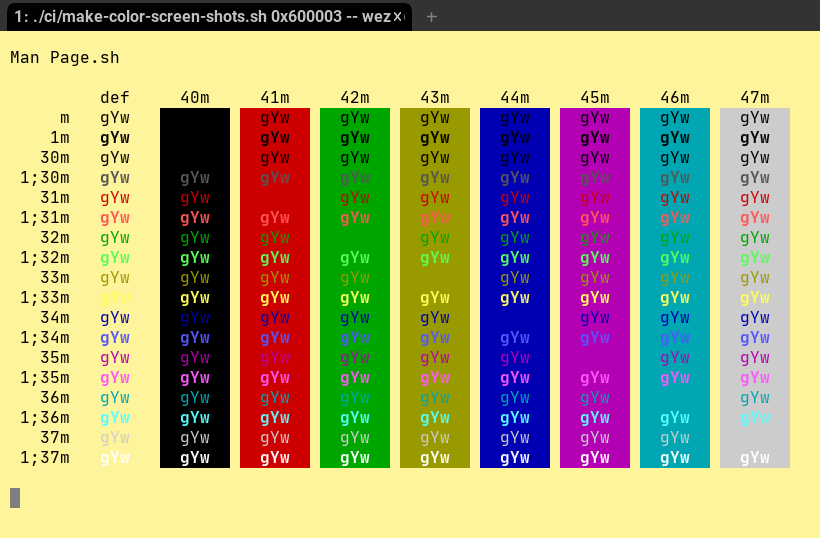 1: ./ci/make-color-screen-shots.sh 0x600003 -- wez× +
Man Page.sh
def 40m 41m 42m 43m 44m 45m 46m 47m
m gYw gYw gYw gYw gYw gYw gYw gYw
1m gYw gYw gYw gYw gYw gYw gYw gYw
30m gYw gYw gYw gYw gYw gYw gYw gYw
1;30m gYw gYw gYw gYw gYw gYw gYw gYw gYw
31m gYw gYw gYw gYw gYw gYw gYw gYw
1;31m gYw gYw gYw gYw gYw gYw gYw gYw gYw
32m gYw gYw gYw gYw gYw gYw gYw gYw
1;32m gYw gYw gYw gYw gYw gYw gYw gYw gYw
33m gYw gYw gYw gYw gYw gYw gYw gYw
1;33m gYw gYw gYw gYw gYw gYw gYw gYw gYw
34m gYw gYw gYw gYw gYw gYw gYw gYw
1;34m gYw gYw gYw gYw gYw gYw gYw gYw gYw
35m gYw gYw gYw gYw gYw gYw gYw gYw
1;35m gYw gYw gYw gYw gYw gYw gYw gYw gYw
36m gYw gYw gYw gYw gYw gYw gYw gYw
1;36m gYw gYw gYw gYw gYw gYw gYw gYw gYw
37m gYw gYw gYw gYw gYw gYw gYw gYw
1;37m gYw gYw gYw gYw gYw gYw gYw gYw gYw